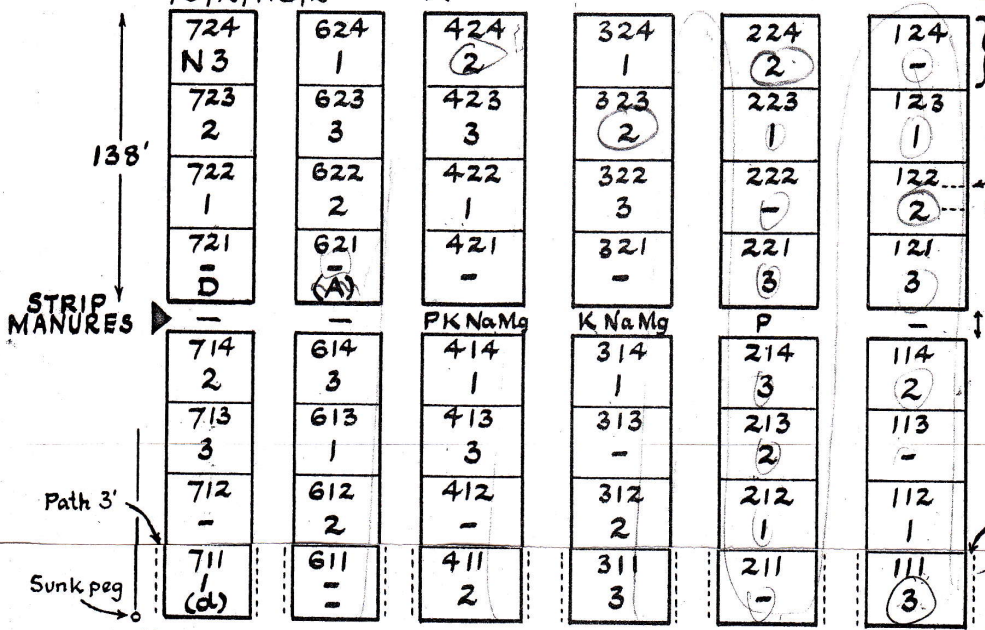 724 624 424 324 224 124
N3 1 2 1 2 -
723 623 423 323 223 123
2 3 3 2 1 1
138'
722 622 422 322 222 122
1 2 1 3 - 2
721 621 421 321 221 121
- - - - 3 3
D (A)
STRIP MANURES - - PKNaMg K NaMg P -
714 614 414 314 214 114
2 3 1 1 3 2
713 613 413 313 213 113
3 1 3 - 2 -
712 612 412 312 212 112
- 2 - 2 1 1
Path 3'
711 611 411 311 211 111
- 2 3 - 3
(d) -
Sunk peg